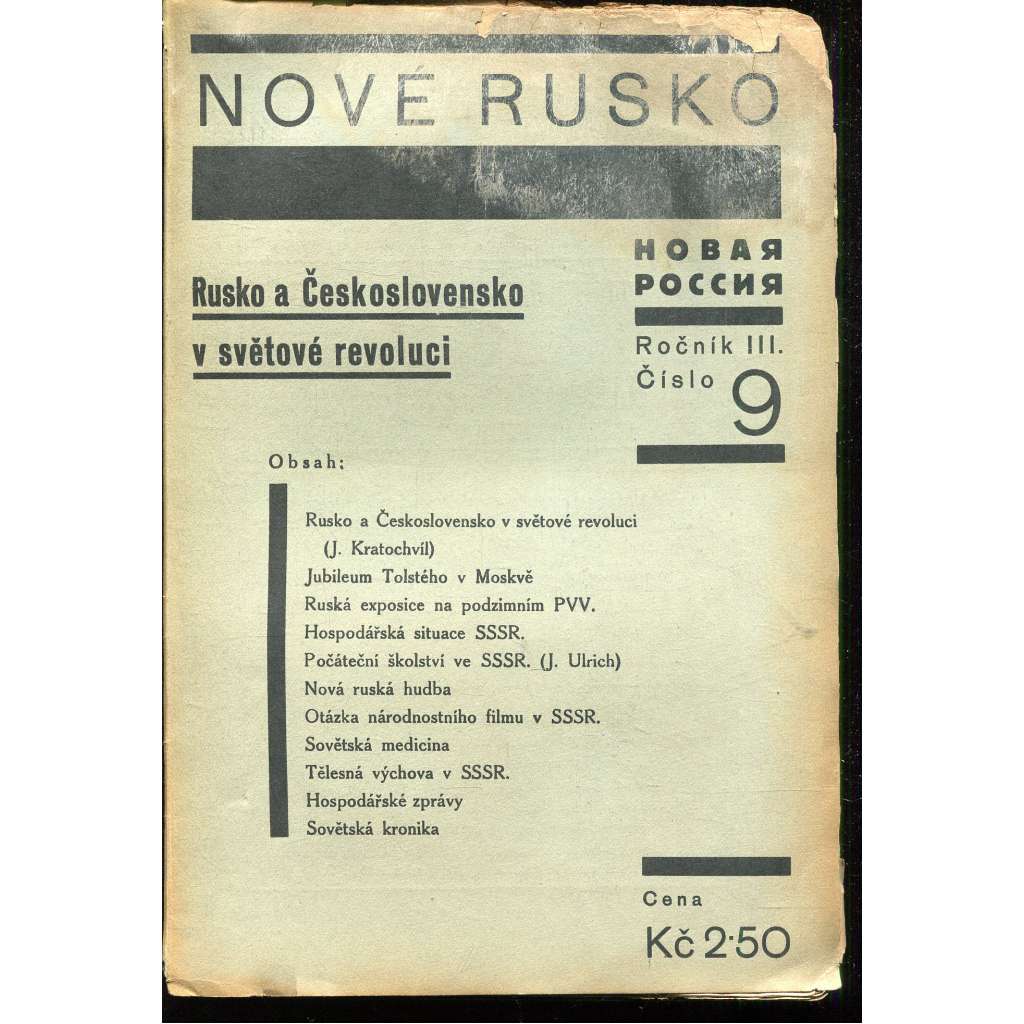 NOVÉ RUSKO
НОВАЯ
РОССИЯ
Rusko a Československo
v světové revoluci
Ročník III.
Číslo 9
Obsah:
Rusko a Československo v světové revoluci
(J. Kratochvíl)
Jubileum Tolstého v Moskvě
Ruská exposice na podzimním PVV.
Hospodářská situace SSSR.
Počáteční školství ve SSSR. (J. Ulrich)
Nová ruská hudba
Otázka národnostního filmu v SSSR.
Sovětská medicina
Tělesná výchova v SSSR.
Hospodářské zprávy
Sovětská kronika
Cena
Kč 2·50